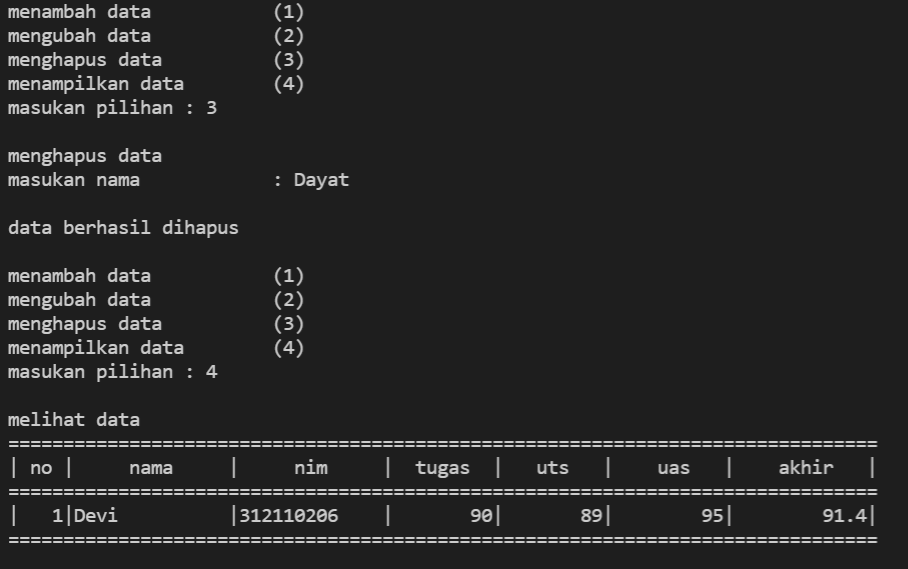 menambah data (1)
mengubah data (2)
menghapus data (3)
menampilkan data (4)
masukan pilihan : 3
menghapus data
masukan nama : Dayat
data berhasil dihapus
menambah data (1)
mengubah data (2)
menghapus data (3)
menampilkan data (4)
masukan pilihan : 4
melihat data
===============================================================================
| no | nama | nim | tugas | uts | uas | akhir |
===============================================================================
| 1|Devi |312110206 | 90| 89| 95| 91.4|
===============================================================================